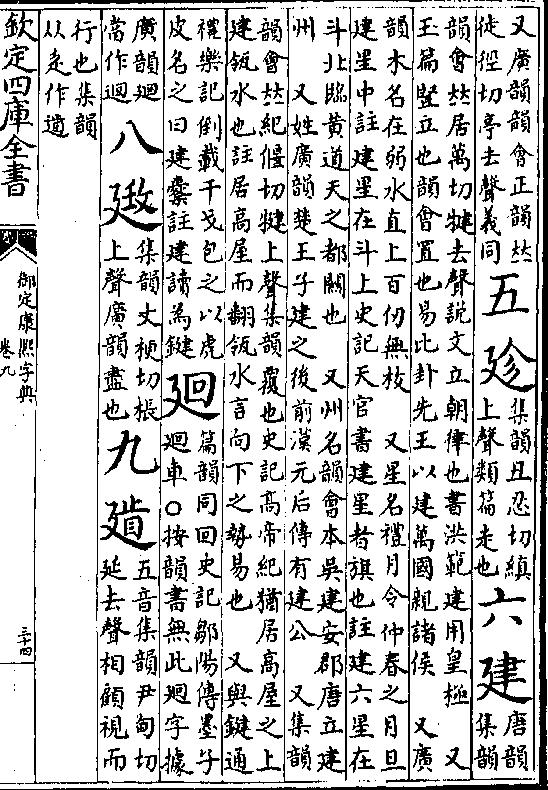 又廣韻韻會正韻𠀤
徒徑切亭去聲義同
五
㐱
集韻丑忍切縝
上聲類篇走也
六
建
唐韻
集韻
韻會𠀤居萬切犍去聲說文立朝律也書洪範建用皇極　又
玉篇豎立也韻會置也易比卦先王以建萬國親諸侯　又廣
韻木名在弱水直上百仞無枝　又星名禮月令仲春之月旦
建星中註建星在斗上史記天官書建星者旗也註建六星在
斗北臨黃道天之都關也　又州名韻會本吳建安郡唐立建
州　又姓廣韻楚王子建之後前漢元后傳有建公　又集韻
韻會𠀤紀偃切犍上聲集韻覆也史記高帝紀猶居高屋之上
建瓴水也註居高屋而翻瓴水言向下之勢易也　又與鍵通
禮樂記倒載干戈包之以虎
皮名之曰建櫜註建讀為鍵
廻
篇韻同回史記鄒陽傳墨子
廻車○按韻書無此廻字據
廣韻廻
當作迴
八
集韻丈梗切棖
上聲廣韻盡也
九
五音集韻尹甸切
延去聲相顧視而
行也集韻
从走作䞁
欽定四庫全書
御定康熙字典
卷九
三十四